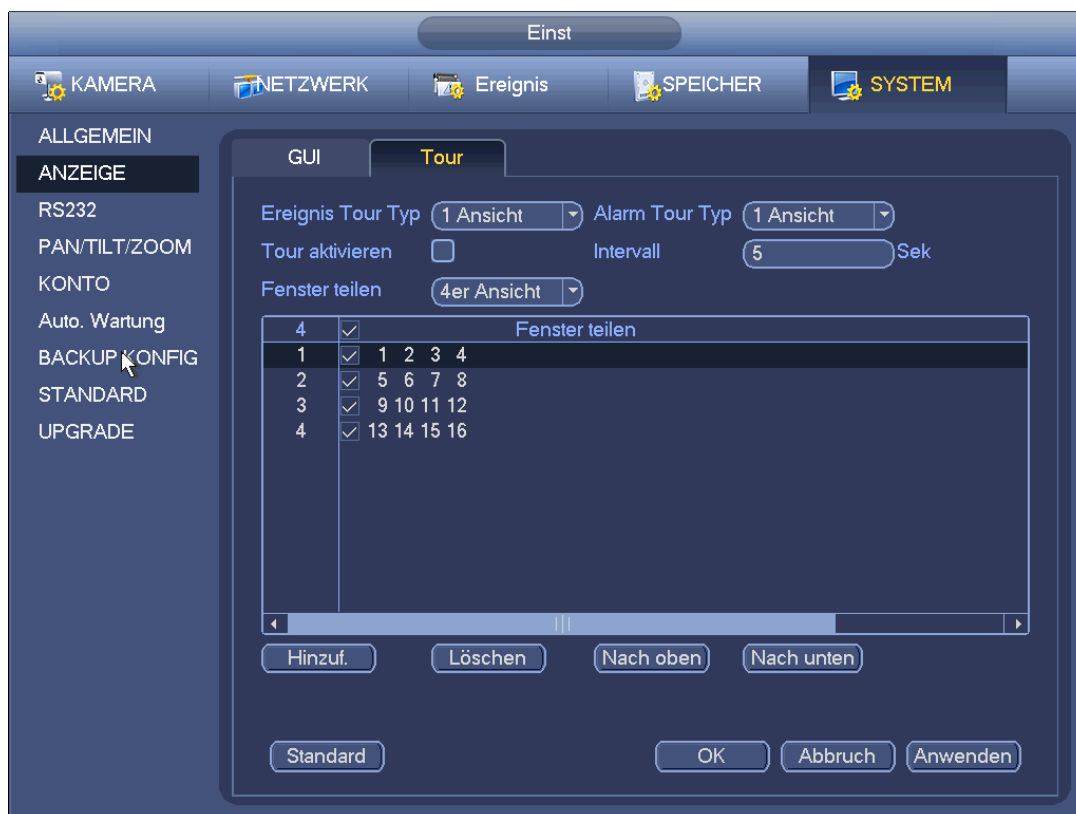 Einst
KAMERA NETZWERK Ereignis SPEICHER SYSTEM
ALLGEMEIN
ANZEIGE
RS232
PAN/TILT/ZOOM
KONTO
Auto. Wartung
BACKUP KONFIG
STANDARD
UPGRADE
GUI Tour
Ereignis Tour Typ 1 Ansicht Alarm Tour Typ 1 Ansicht
Tour aktivieren Intervall 5 Sek
Fenster teilen 4er Ansicht
4 Fenster teilen
1 1 2 3 4
2 5 6 7 8
3 9 10 11 12
4 13 14 15 16
Hinzuf. Löschen Nach oben Nach unten
Standard OK Abbruch Anwenden